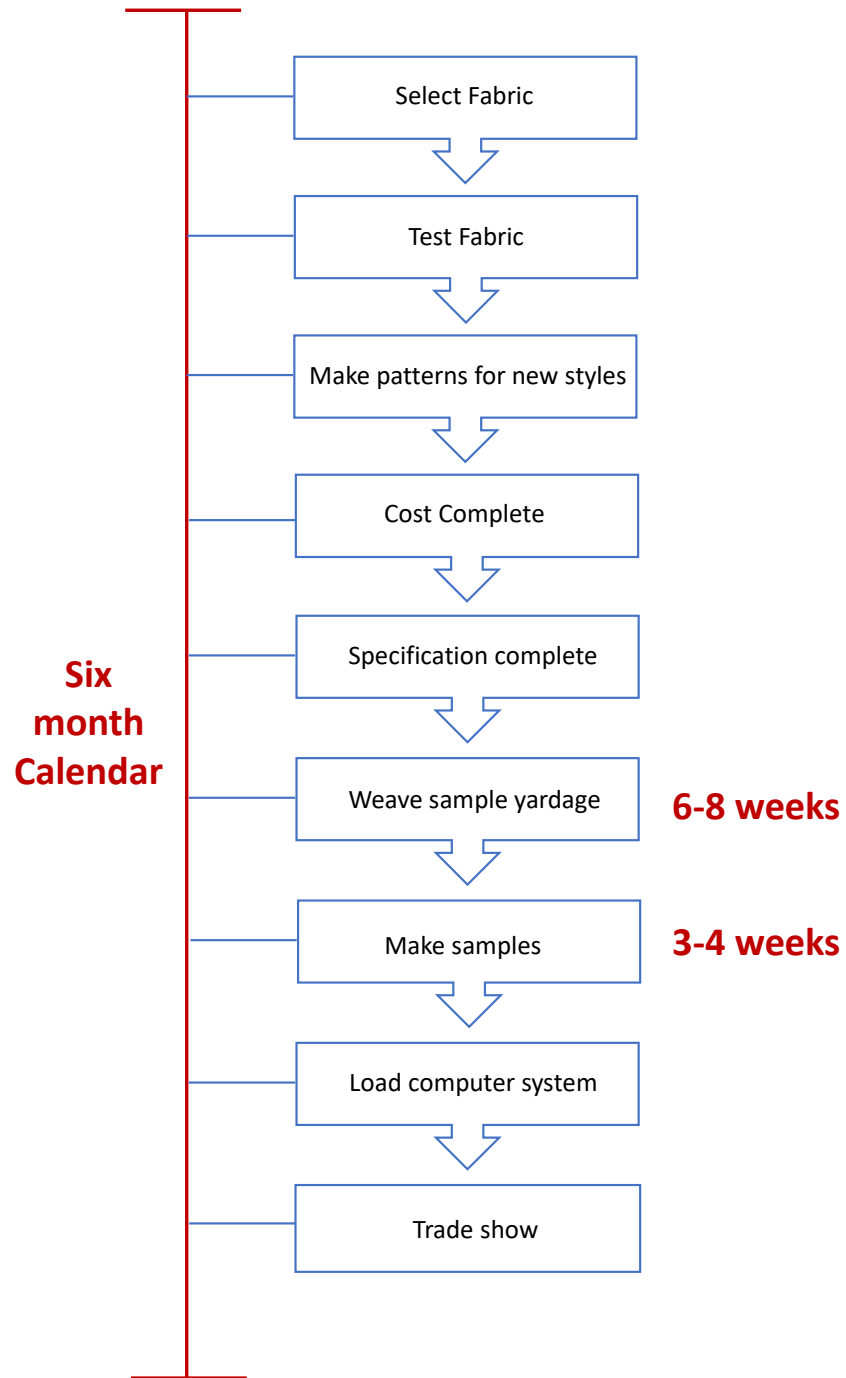 Select Fabric
Test Fabric
Make patterns for new styles
Cost Complete
Specification complete
Six
month
Calendar
Weave sample yardage
6-8 weeks
Make samples
3-4 weeks
Load computer system
Trade show